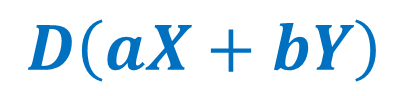 D(aX + bY)